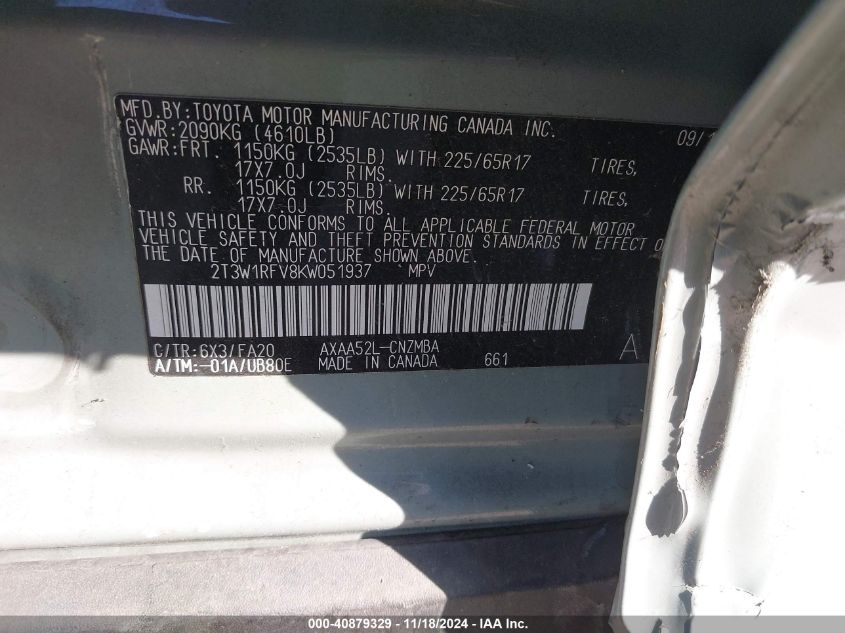 MFD.BY:TOYOTA MOTOR MANUFACTURING CANADA INC.
GVWR:2090KG (4610LB) 09/1
GAWR:FRT. 1150KG (2535LB) WITH 225/65R17 TIRES,
17X7.0J RIMS.
RR. 1150KG (2535LB) WITH 225/65R17 TIRES,
17X7.0J RIMS.
THIS VEHICLE CONFORMS TO ALL APPLICABLE FEDERAL MOTOR
VEHICLE SAFETY AND THEFT PREVENTION STANDARDS IN EFFECT O
THE DATE OF MANUFACTURE SHOWN ABOVE.
2T3W1RFV8KW051937 MPV
C/TR:6X3/FA20 AXAA52L-CNZMBA
A/TM:-01A/UB80E MADE IN CANADA 661 A
000-40879329 - 11/18/2024 - IAA Inc.